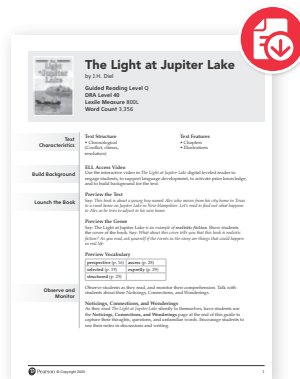 The Light
at
Jupiter Lake
The Light at Jupiter Lake
by J.H. Diel
Guided Reading Level Q
DRA Level 40
Lexile Measure 800L
Word Count 3,356
Text
Characteristics
Text Structure
• Chronological
(Conflict, climax,
resolution)
Text Features
• Chapters
• Illustrations
Build Background
ELL Access Video
Use the interactive video in The Light at Jupiter Lake digital leveled reader to
engage students, to support language development, to activate prior knowledge,
and to build background for the text.
Launch the Book
Preview the Text
Say: This book is about a young boy named Alec who moves from his city home in Texas
to a rural town on Jupiter Lake in New Hampshire. Let's read to find out what happens
to Alec as he tries to adjust to his new home.
Preview the Genre
Say: The Light at Jupiter Lake is an example of realistic fiction. Show students
the cover of the book. Say: What about this cover tells you that this book is realistic
fiction? As you read, ask yourself if the events in the story are things that could happen
in real life.
Preview Vocabulary
perspective (p. 16) assess (p. 28)
selected (p. 19) expertly (p. 29)
structured (p. 28)
Observe and
Monitor
Observe students as they read, and monitor their comprehension. Talk with
students about their Noticings, Connections, and Wonderings.
Noticings, Connections, and Wonderings
As they read The Light at Jupiter Lake silently to themselves, have students use
the Noticings, Connections, and Wonderings page at the end of this guide to
capture their thoughts, questions, and unfamiliar words. Encourage students to
use their notes in discussions and writing.
Pearson © Copyright 2020
1